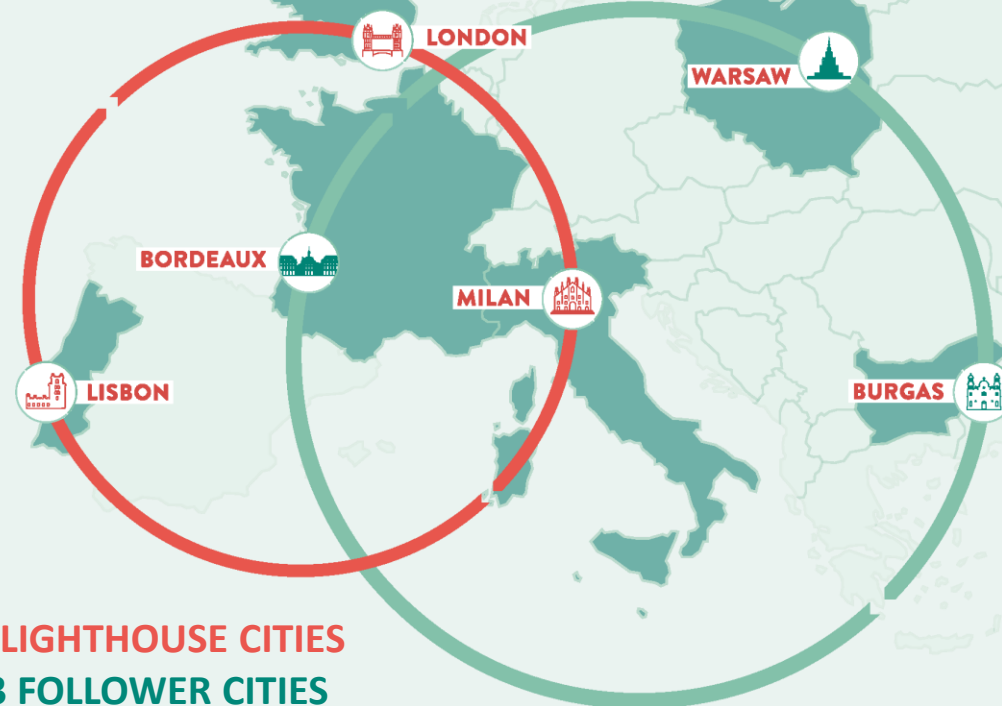 LONDON
WARSAW
BORDEAUX
MILAN
LISBON
BURGAS
LIGHTHOUSE CITIES
FOLLOWER CITIES